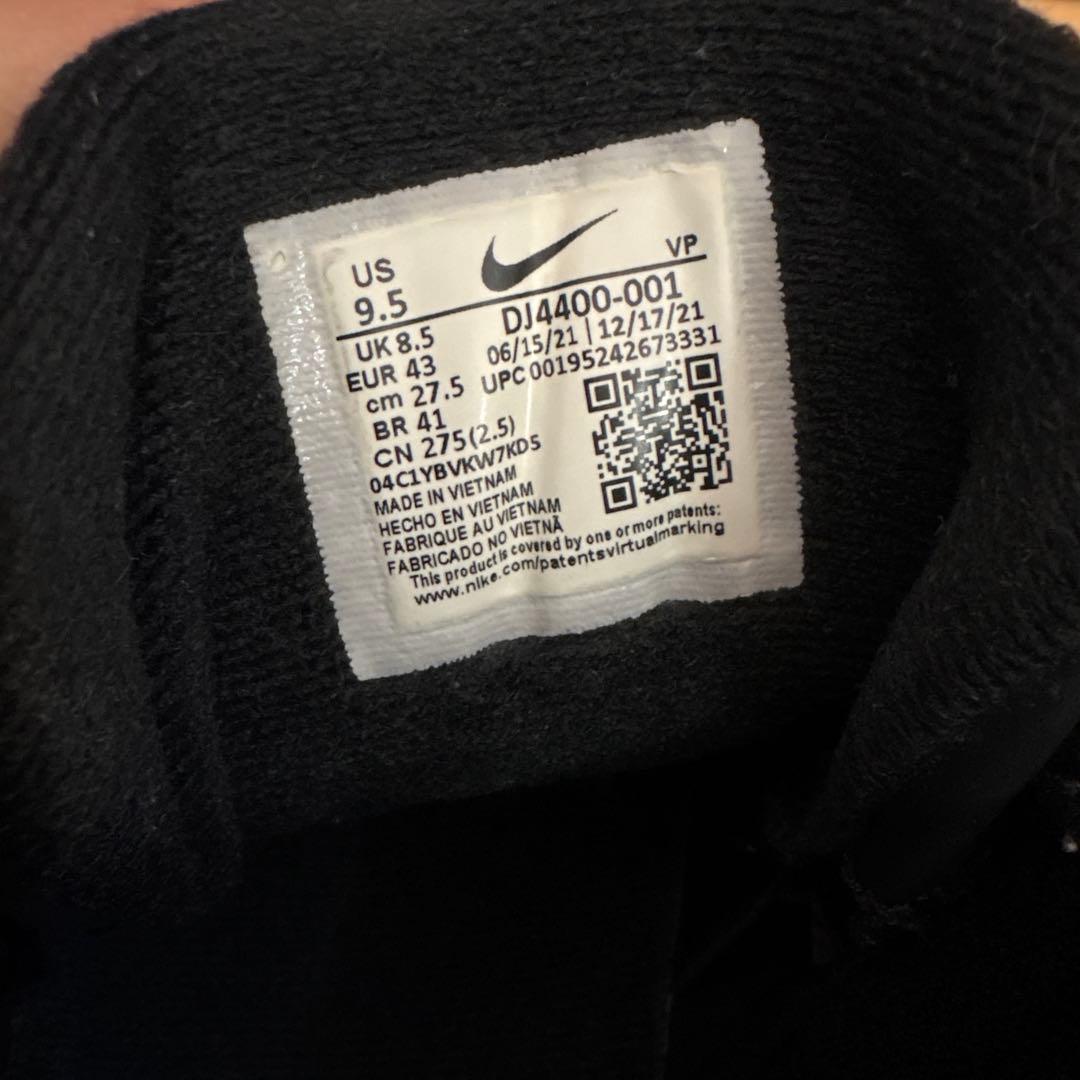 US
9.5
VP
UK 8.5
DJ4400-001
EUR 43
06/15/21 | 12/17/21
cm 27.5
UPC 00195242673331
BR 41
CN 275(2.5)
04C1YBVKW7KD5
MADE IN VIETNAM
HECHO EN VIETNAM
FABRIQUE AU VIETNAM
FABRICADO NO VIETNÃ
This product is covered by one or more patents:
www.nike.com/patentsvirtualmarking